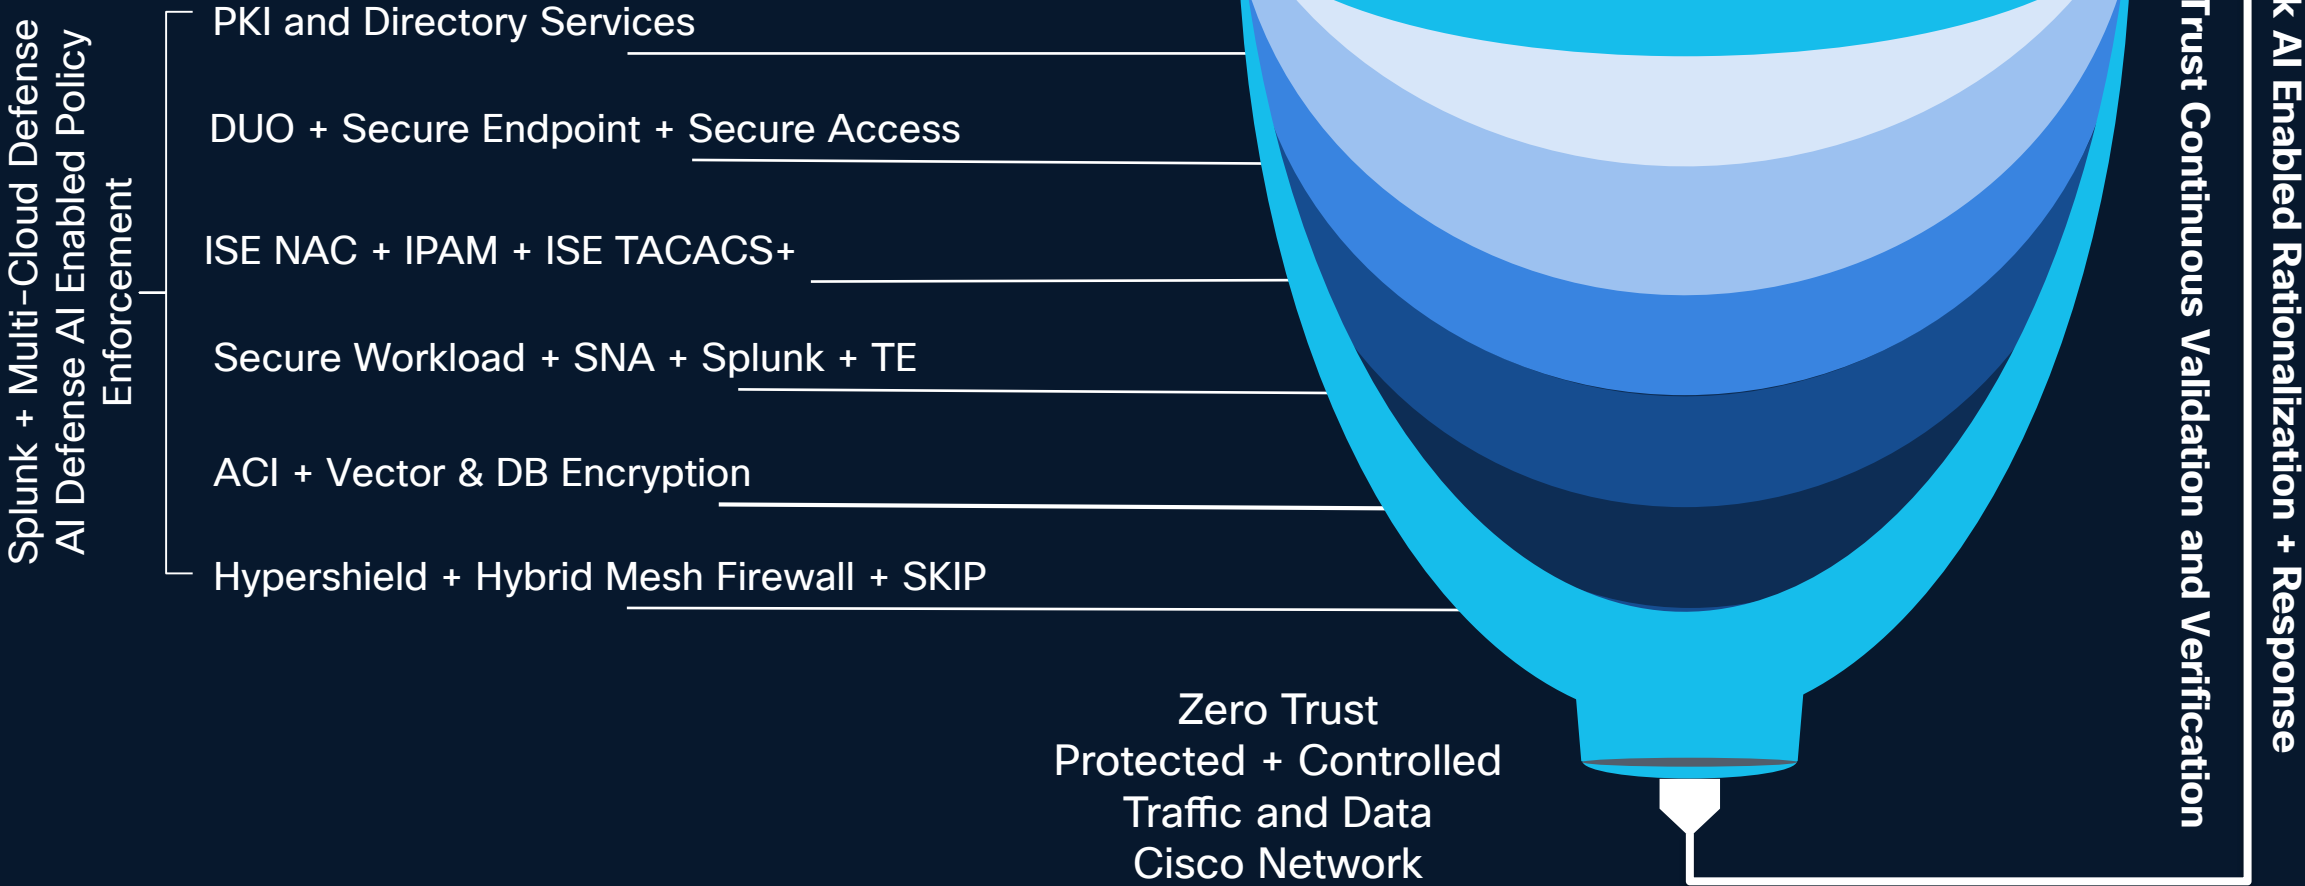 Splunk + Multi-Cloud Defense
AI Defense AI Enabled Policy
Enforcement
PKI and Directory Services
DUO + Secure Endpoint + Secure Access
ISE NAC + IPAM + ISE TACACS+
Secure Workload + SNA + Splunk + TE
ACI + Vector & DB Encryption
Hypershield + Hybrid Mesh Firewall + SKIP
Zero Trust
Protected + Controlled
Traffic and Data
Cisco Network
Trust Continuous Validation and Verification
k AI Enabled Rationalization + Response